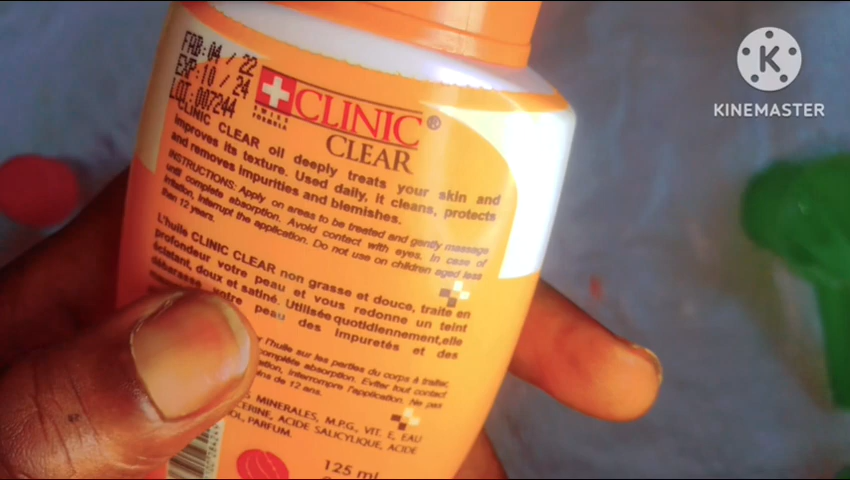 FAB: 04 / 22
EXP: 10 / 24
LOT: 007244
SWISS
FORMULA
CLINIC®
CLEAR
CLINIC CLEAR oil deeply treats your skin and
improves its texture. Used daily, it cleans, protects
and removes impurities and blemishes.
INSTRUCTIONS: Apply on areas to be treated and gently massage
until complete absorption. Avoid contact with eyes. In case of
irritation, interrupt the application. Do not use on children aged less
than 12 years.
L'huile CLINIC CLEAR non grasse et douce, traite en
profondeur votre peau et vous redonne un teint
éclatant, doux et satiné. Utilisée quotidiennement,elle
débarasse votre peau des Impuretés et des
l'huile sur les parties du corps à traiter,
complète absorption. Eviter tout contact
interrompre l'application. Ne pas
de 12 ans.
MINERALES, M.P.G., VIT. E, EAU
ACIDE SALICYLIQUE, ACIDE
PARFUM.
125 ml
K
KINEMASTER